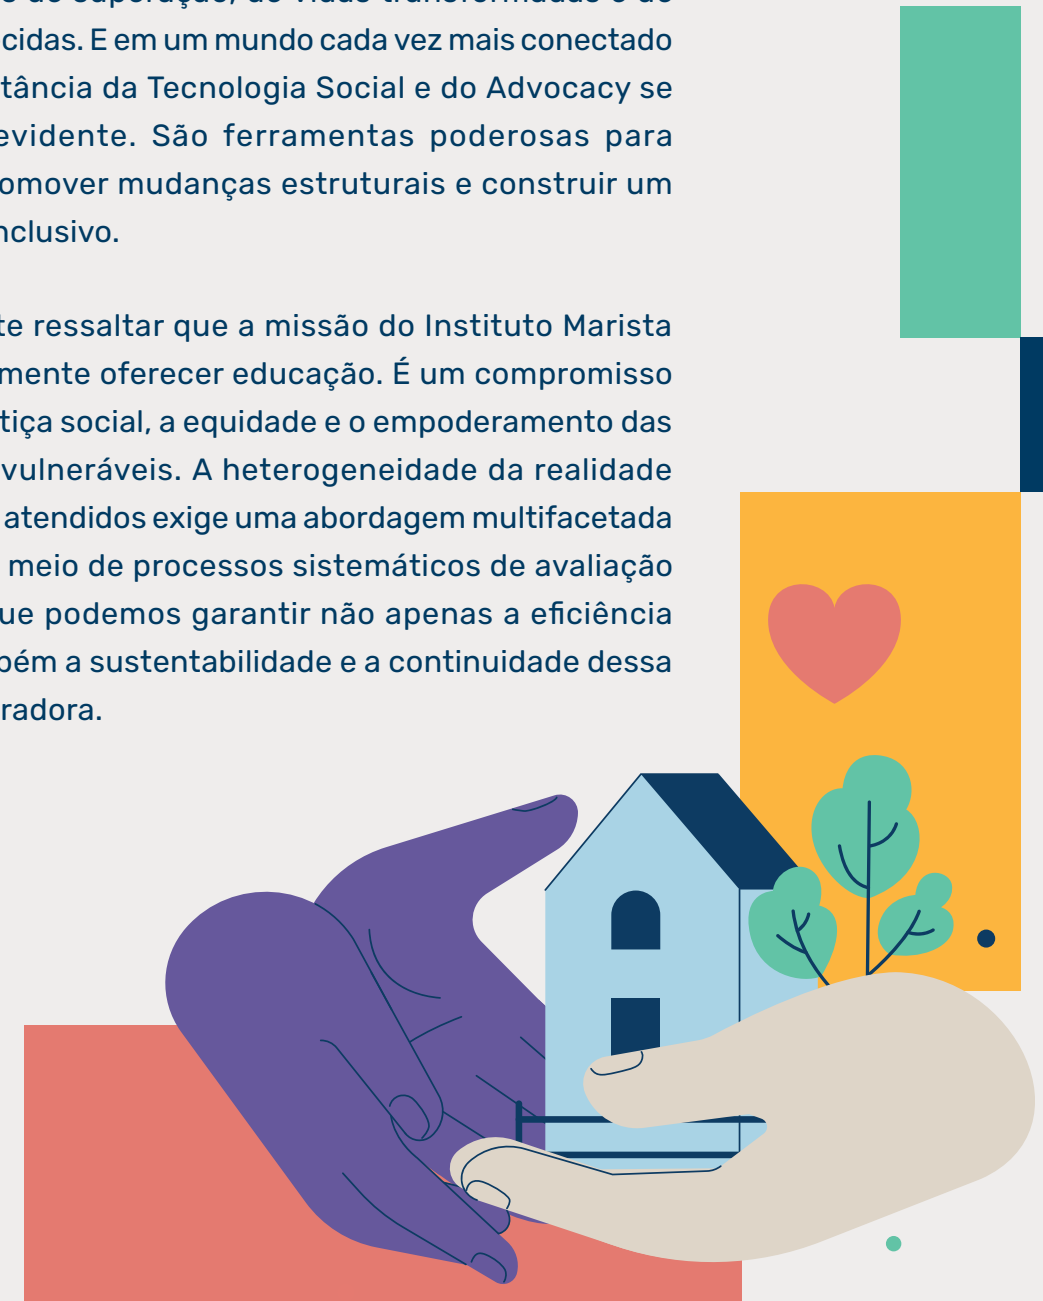 cidas. E em um mundo cada vez mais conectado
tância da Tecnologia Social e do Advocacy se
evidente. São ferramentas poderosas para
omover mudanças estruturais e construir um
nclusivo.
te ressaltar que a missão do Instituto Marista
mente oferecer educação. É um compromisso
tiça social, a equidade e o empoderamento das
vulneráveis. A heterogeneidade da realidade
atendidos exige uma abordagem multifacetada
meio de processos sistemáticos de avaliação
ue podemos garantir não apenas a eficiência
bém a sustentabilidade e a continuidade dessa
radora.